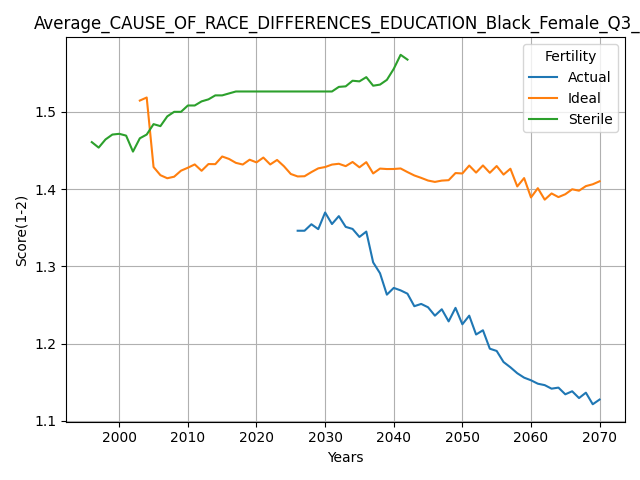 Average_CAUSE_OF_RACE_DIFFERENCES_EDUCATION_Black_Female_Q3_
Fertility
Actual
Ideal
Sterile
Score(1-2)
1.5
1.4
1.3
1.2
1.1
2000 2010 2020 2030 2040 2050 2060 2070
Years